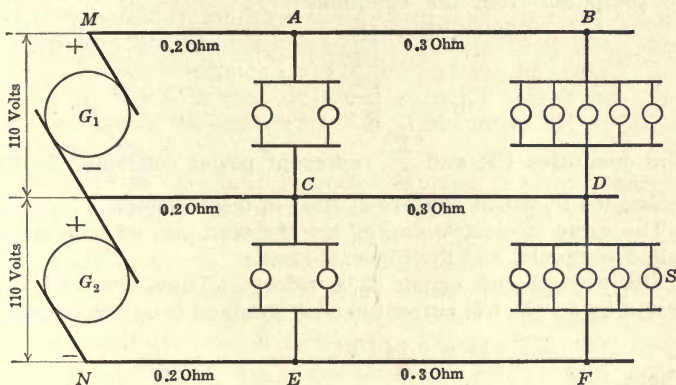 M A B
+ 0.2 Ohm 0.3 Ohm
110 Volts
G1
−
C D
0.2 Ohm 0.3 Ohm
+
110 Volts
G2 S
−
N 0.2 Ohm E 0.3 Ohm F